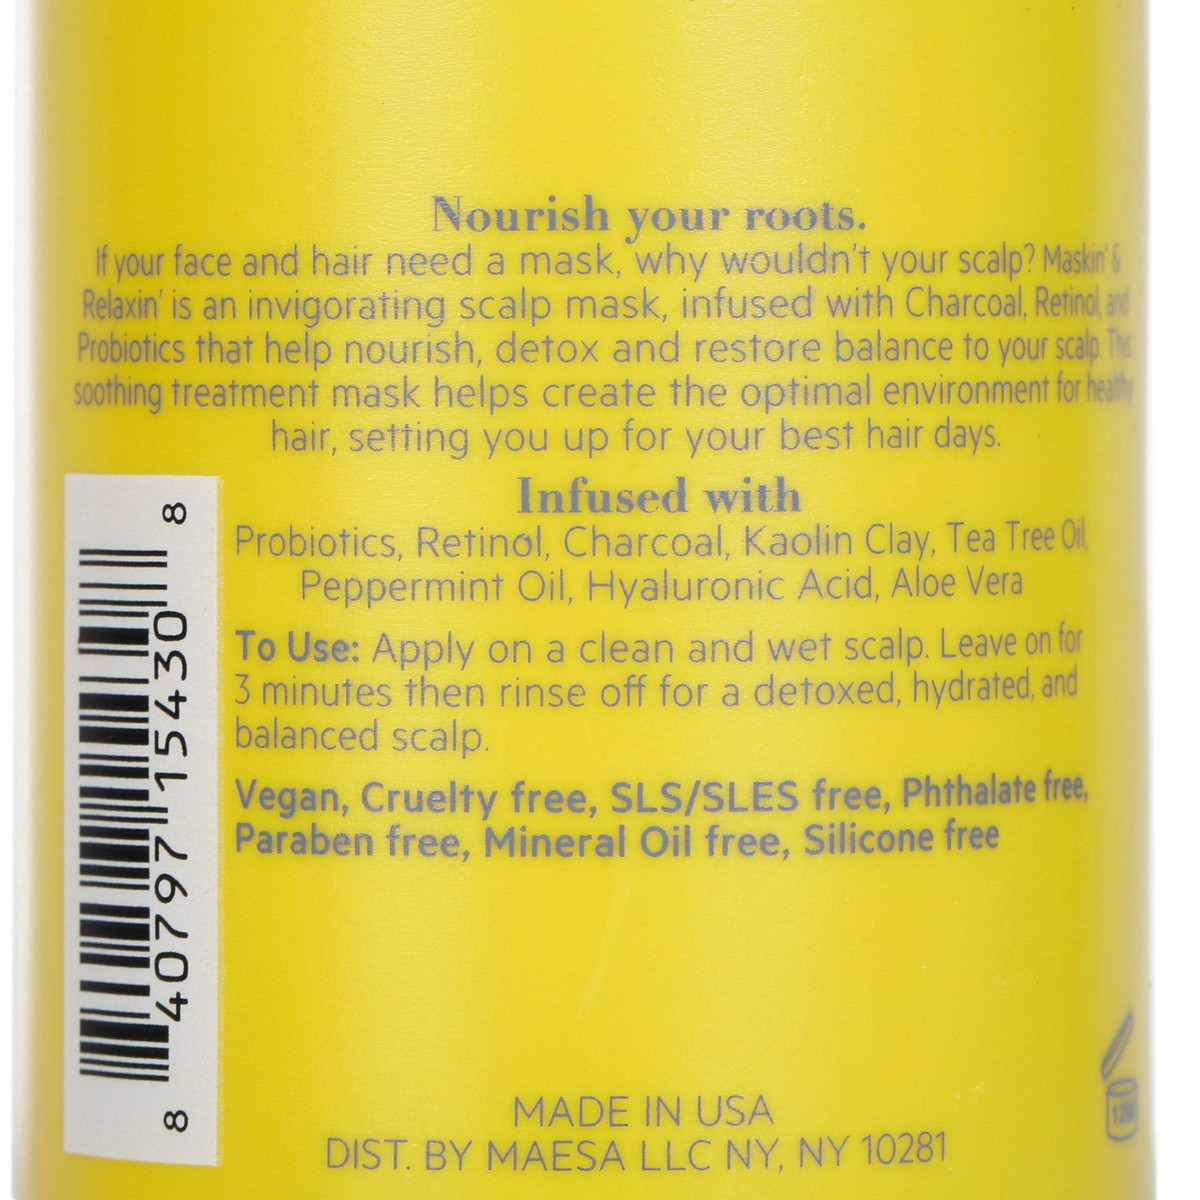 Nourish your roots.
If your face and hair need a mask, why wouldn't your scalp? Maskin' &
Relaxin' is an invigorating scalp mask, infused with Charcoal, Retinol, and
Probiotics that help nourish, detox and restore balance to your scalp. This
soothing treatment mask helps create the optimal environment for healthy
hair, setting you up for your best hair days.
Infused with
Probiotics, Retinol, Charcoal, Kaolin Clay, Tea Tree Oil,
Peppermint Oil, Hyaluronic Acid, Aloe Vera
To Use: Apply on a clean and wet scalp. Leave on for
3 minutes then rinse off for a detoxed, hydrated, and
balanced scalp.
Vegan, Cruelty free, SLS/SLES free, Phthalate free,
Paraben free, Mineral Oil free, Silicone free
8 40797 15430 8
12M
MADE IN USA
DIST. BY MAESA LLC NY, NY 10281